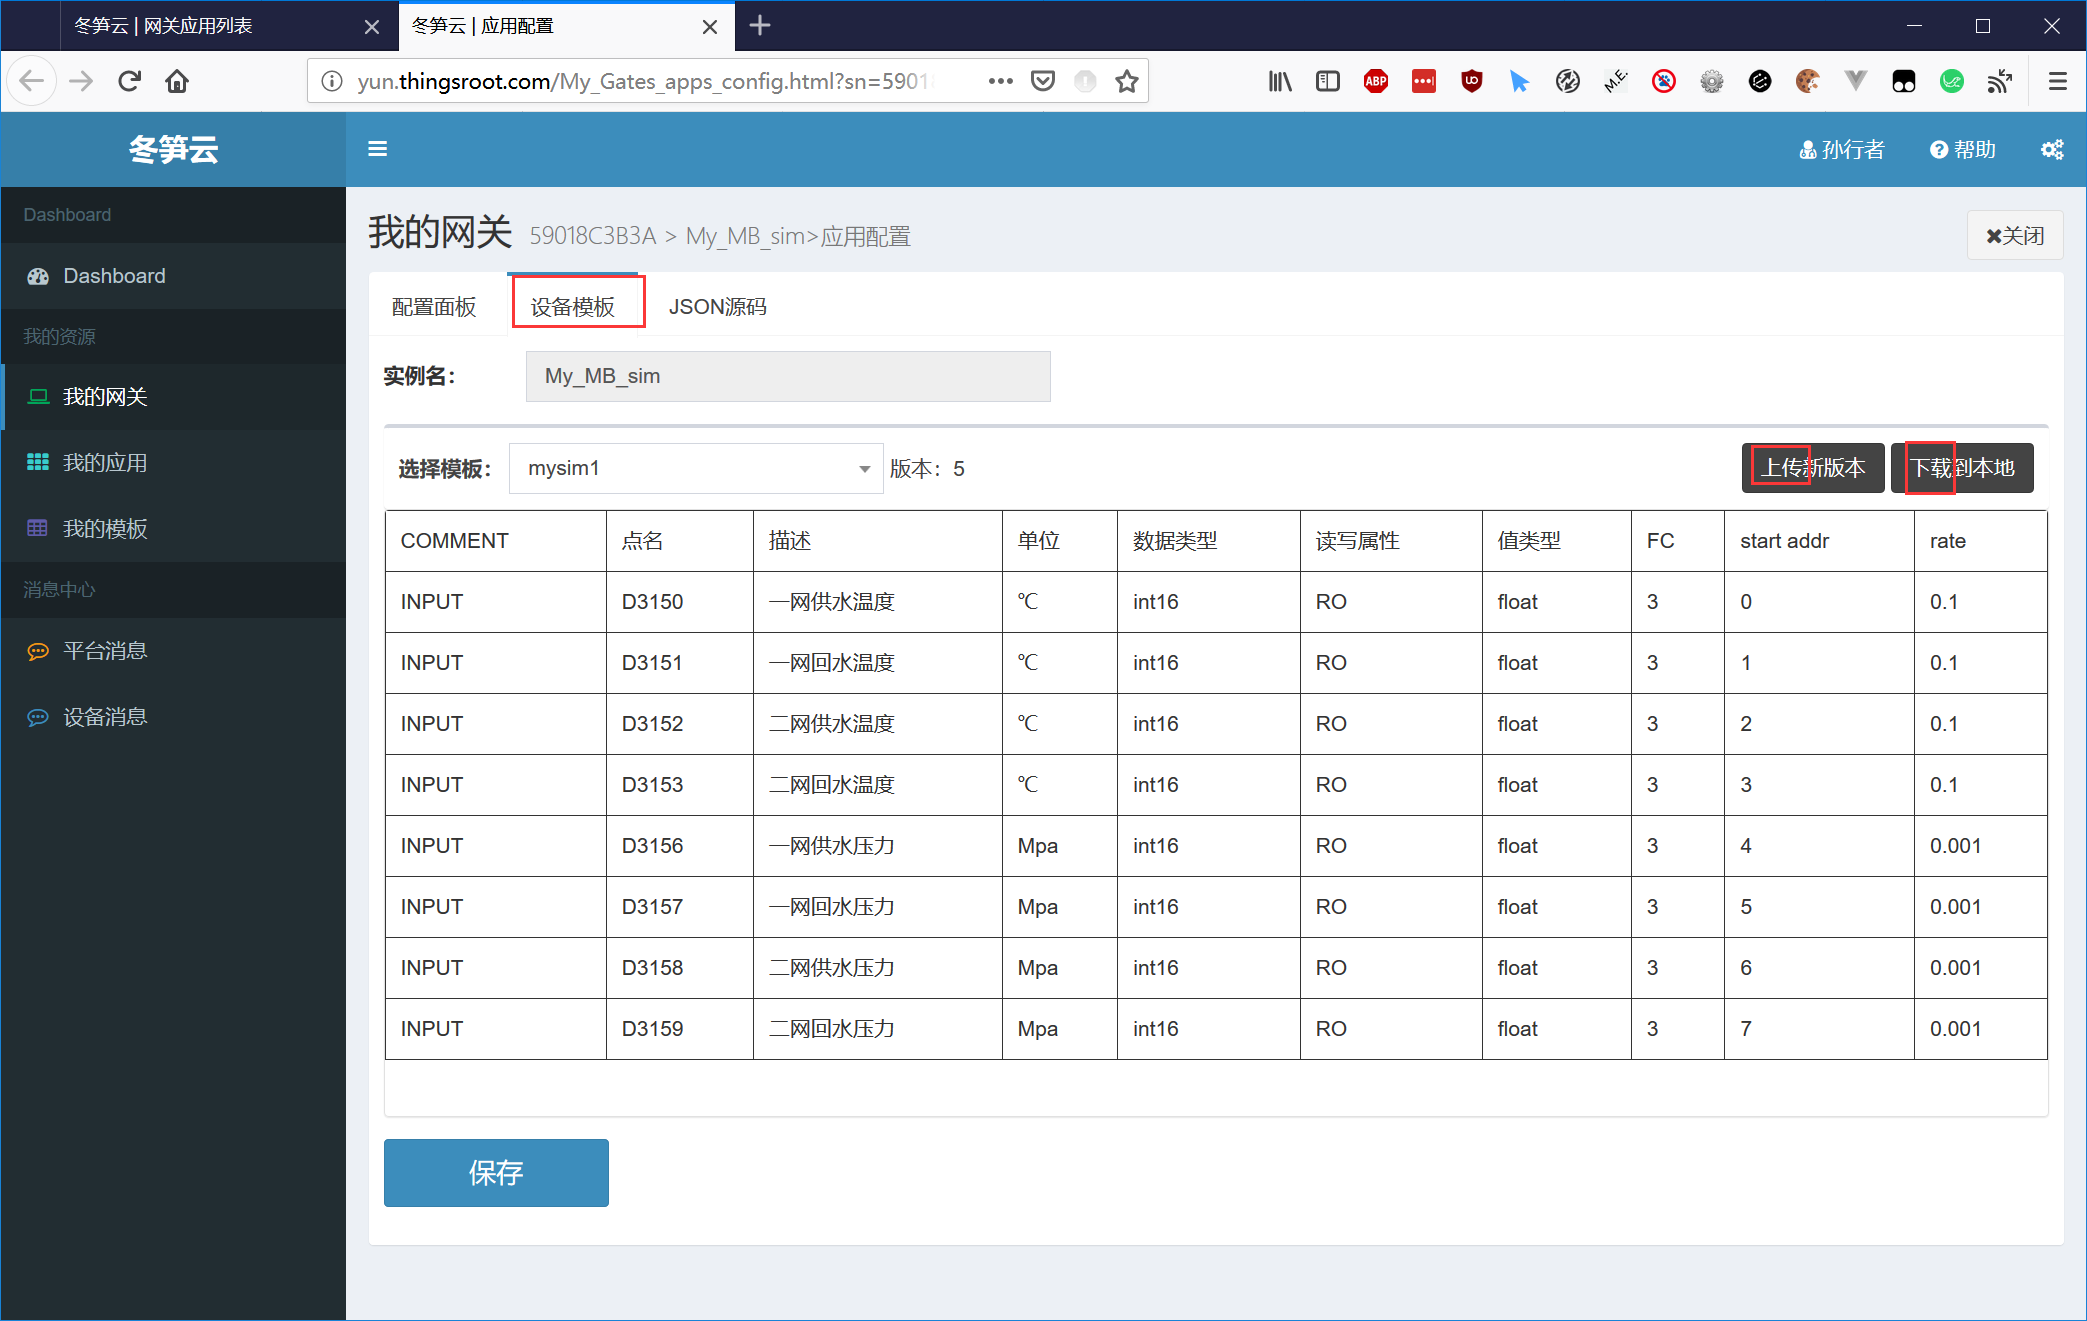 冬笋云 | 网关应用列表
冬笋云 | 应用配置
yun.thingsroot.com/My_Gates_apps_config.html?sn=5901
冬笋云
孙行者
帮助
Dashboard
Dashboard
我的资源
我的网关
我的应用
我的模板
消息中心
平台消息
设备消息
我的网关 59018C3B3A > My_MB_sim>应用配置
关闭
配置面板 设备模板 JSON源码
实例名: My_MB_sim
选择模板: mysim1 版本: 5 上传新版本 下载到本地
COMMENT 点名 描述 单位 数据类型 读写属性 值类型 FC start addr rate
INPUT D3150 一网供水温度 ℃ int16 RO float 3 0 0.1
INPUT D3151 一网回水温度 ℃ int16 RO float 3 1 0.1
INPUT D3152 二网供水温度 ℃ int16 RO float 3 2 0.1
INPUT D3153 二网回水温度 ℃ int16 RO float 3 3 0.1
INPUT D3156 一网供水压力 Mpa int16 RO float 3 4 0.001
INPUT D3157 一网回水压力 Mpa int16 RO float 3 5 0.001
INPUT D3158 二网供水压力 Mpa int16 RO float 3 6 0.001
INPUT D3159 二网回水压力 Mpa int16 RO float 3 7 0.001
保存